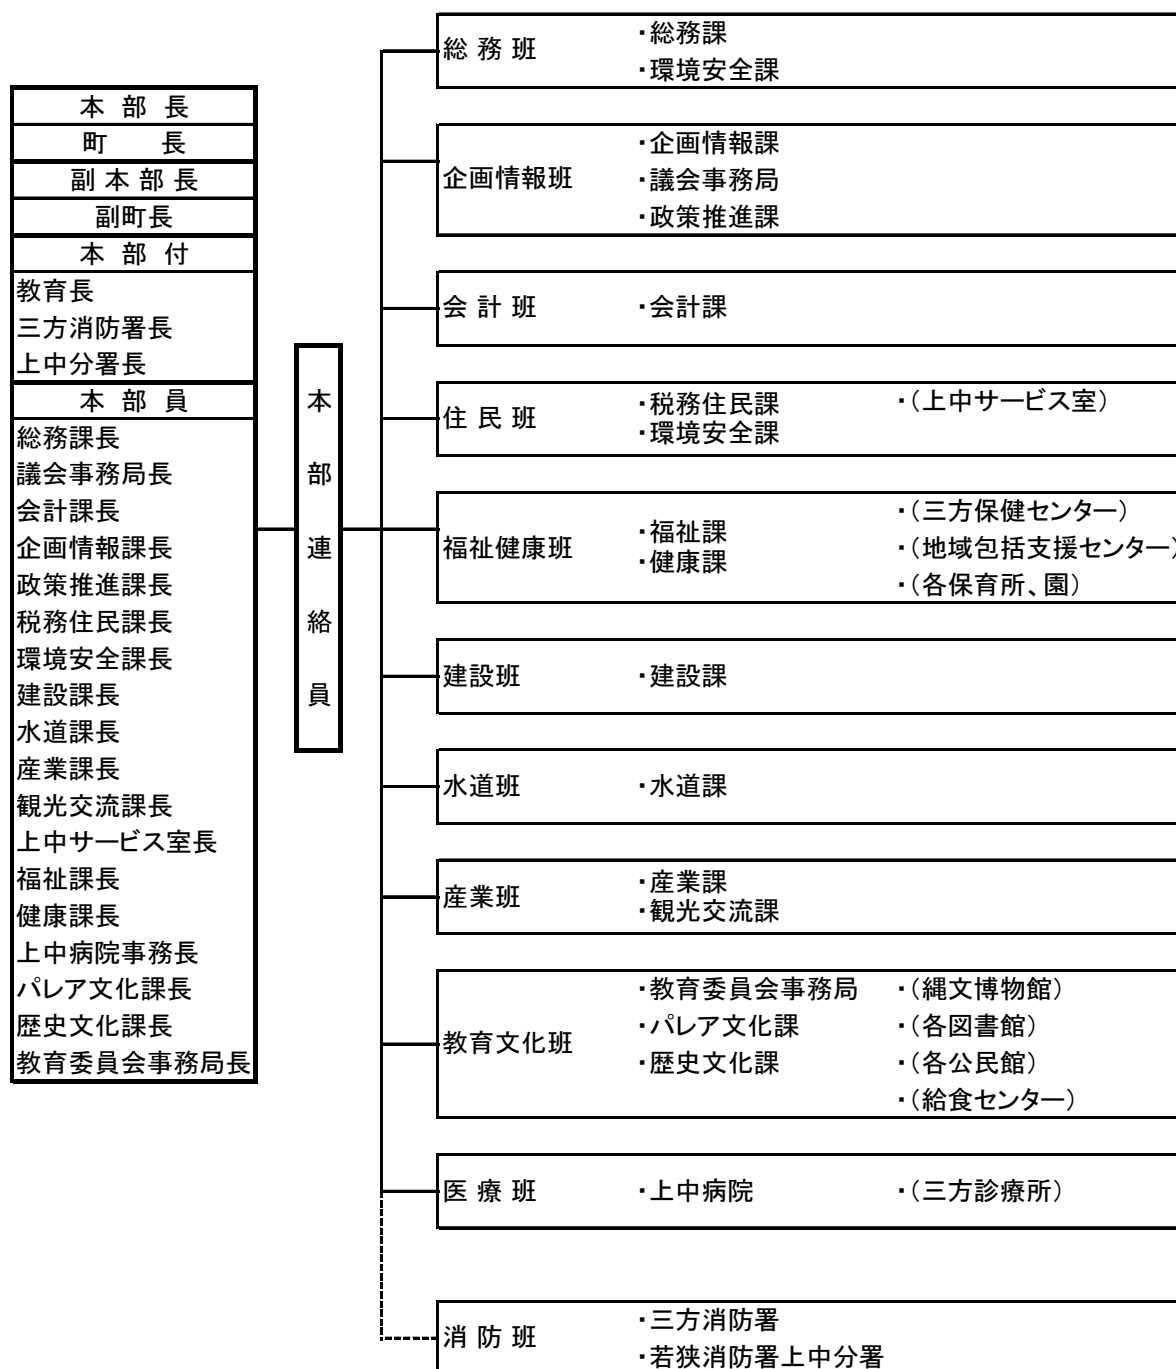 本 部 長
町 長
副 本 部 長
副町長
本 部 付
教育長
三方消防署長
上中分署長
本 部 員
総務課長
議会事務局長
会計課長
企画情報課長
政策推進課長
税務住民課長
環境安全課長
建設課長
水道課長
産業課長
観光交流課長
上中サービス室長
福祉課長
健康課長
上中病院事務長
パレア文化課長
歴史文化課長
教育委員会事務局長
本部連絡員
総 務 班
・総務課
・環境安全課
企画情報班
・企画情報課
・議会事務局
・政策推進課
会 計 班
・会計課
住 民 班
・税務住民課 ・(上中サービス室)
・環境安全課
福祉健康班
・福祉課
・健康課
・(三方保健センター)
・(地域包括支援センター)
・(各保育所、園)
建設班
・建設課
水道班
・水道課
産業班
・産業課
・観光交流課
教育文化班
・教育委員会事務局 ・(縄文博物館)
・パレア文化課 ・(各図書館)
・歴史文化課 ・(各公民館)
・(給食センター)
医 療 班
・上中病院 ・(三方診療所)
消 防 班
・三方消防署
・若狭消防署上中分署